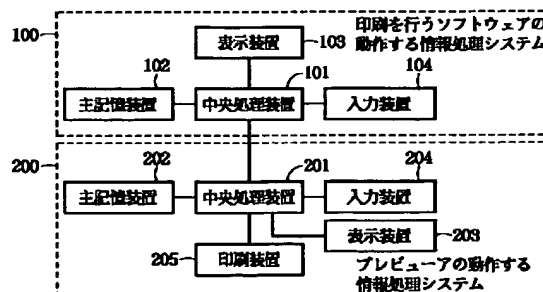 100
表示装置
103
印刷を行うソフトウェアの
動作する情報処理システム
102
101
104
主記憶装置
中央処理装置
入力装置
200
202
201
204
主記憶装置
中央処理装置
入力装置
表示装置
203
205
印刷装置
プレビューアの動作する
情報処理システム